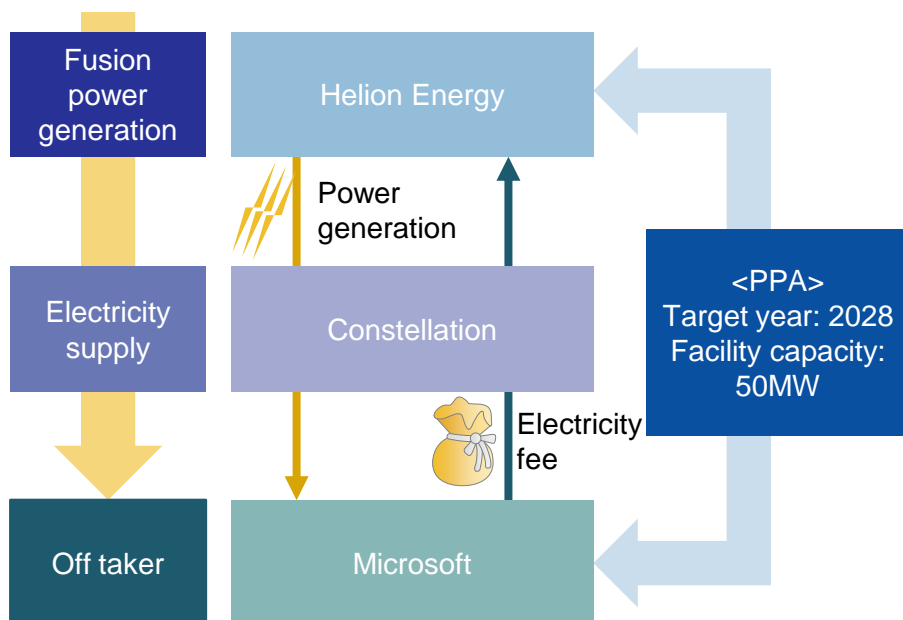 Fusion
power
generation
Helion Energy
Power
generation
Electricity
supply
Constellation
<PPA>
Target year: 2028
Facility capacity:
50MW
Electricity
fee
Off taker
Microsoft